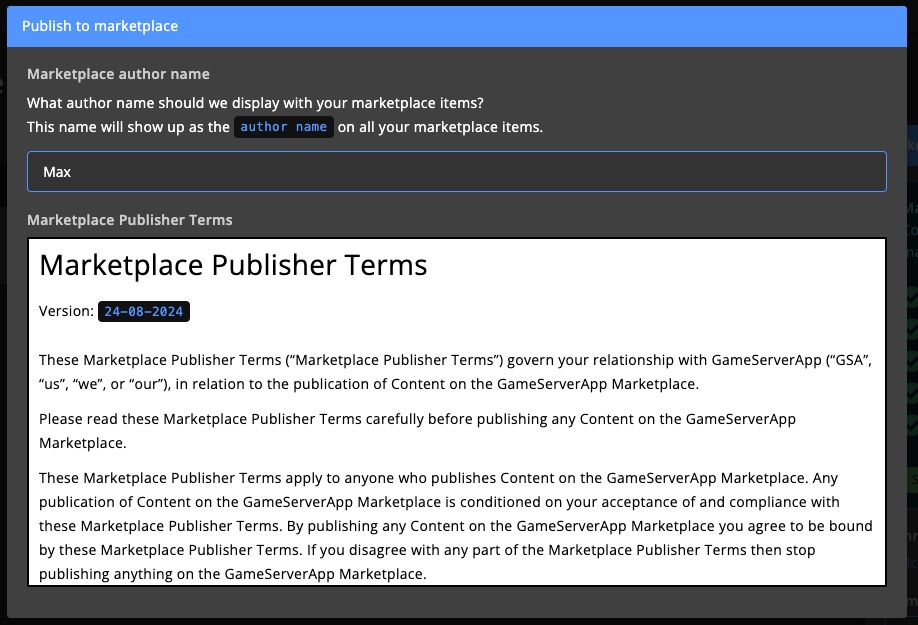 Publish to marketplace
Marketplace author name
What author name should we display with your marketplace items?
This name will show up as the author name on all your marketplace items.
Max
Marketplace Publisher Terms
Marketplace Publisher Terms
Version: 24-08-2024
These Marketplace Publisher Terms (“Marketplace Publisher Terms”) govern your relationship with GameServerApp (“GSA”,
“us”, “we”, or “our”), in relation to the publication of Content on the GameServerApp Marketplace.
Please read these Marketplace Publisher Terms carefully before publishing any Content on the GameServerApp
Marketplace.
These Marketplace Publisher Terms apply to anyone who publishes Content on the GameServerApp Marketplace. Any
publication of Content on the GameServerApp Marketplace is conditioned on your acceptance of and compliance with
these Marketplace Publisher Terms. By publishing any Content on the GameServerApp Marketplace you agree to be bound
by these Marketplace Publisher Terms. If you disagree with any part of the Marketplace Publisher Terms then stop
publishing anything on the GameServerApp Marketplace.